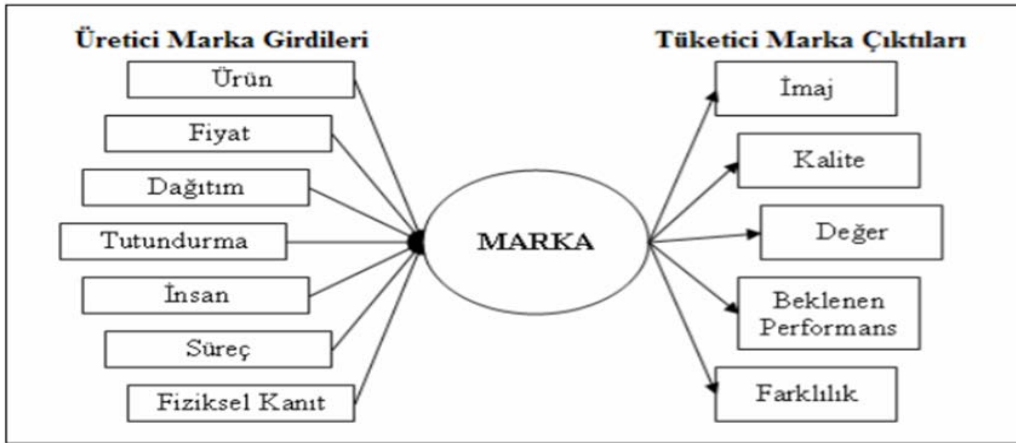 Üretici Marka Girdileri
Ürün
Fiyat
Dağıtım
Tutundurma
İnsan
Süreç
Fiziksel Kanıt
MARKA
Tüketici Marka Çıktıları
İmaj
Kalite
Değer
Beklenen
Performans
Farklılık